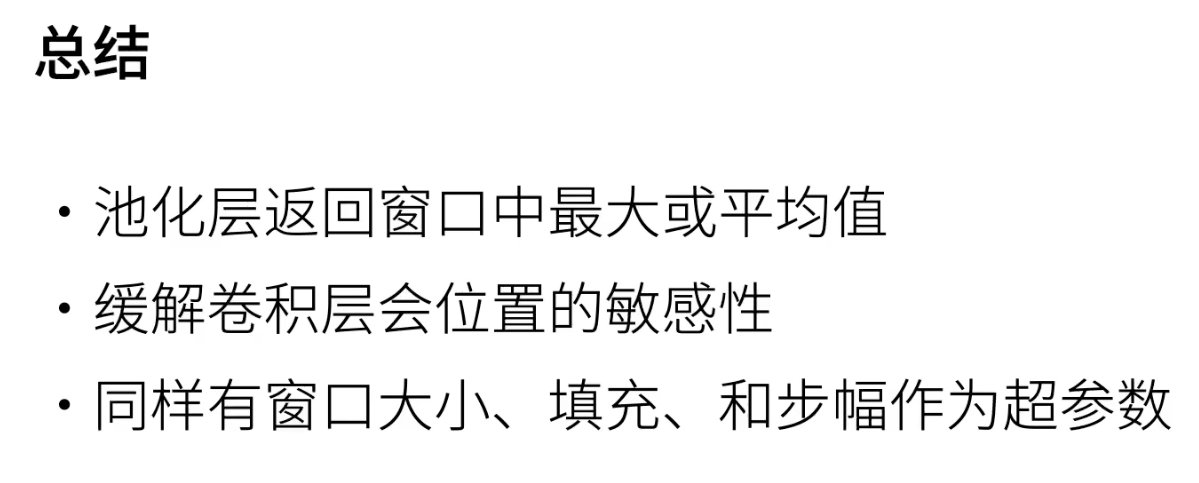 总结
• 池化层返回窗口中最大或平均值
• 缓解卷积层会位置的敏感性
• 同样有窗口大小、填充、和步幅作为超参数